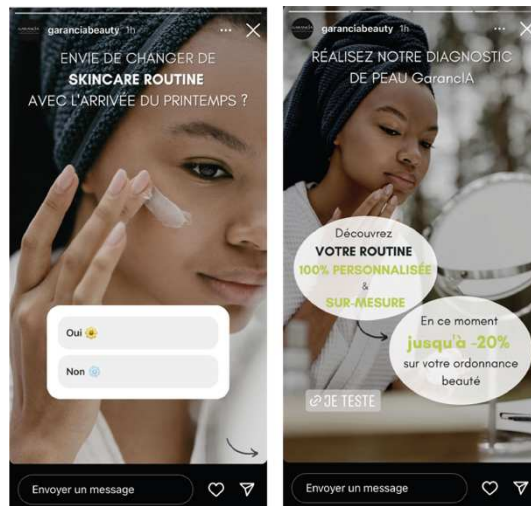 garanciabeauty 1h
ENVIE DE CHANGER DE
SKINCARE ROUTINE
AVEC L'ARRIVÉE DU PRINTEMPS ?
Oui
Non
Envoyer un message
garanciabeauty 1h
RÉALISEZ NOTRE DIAGNOSTIC
DE PEAU GarancIA
Découvrez
VOTRE ROUTINE
100% PERSONNALISÉE
&
SUR-MESURE
En ce moment
jusqu'à -20%
sur votre ordonnance
beauté
JE TESTE
Envoyer un message